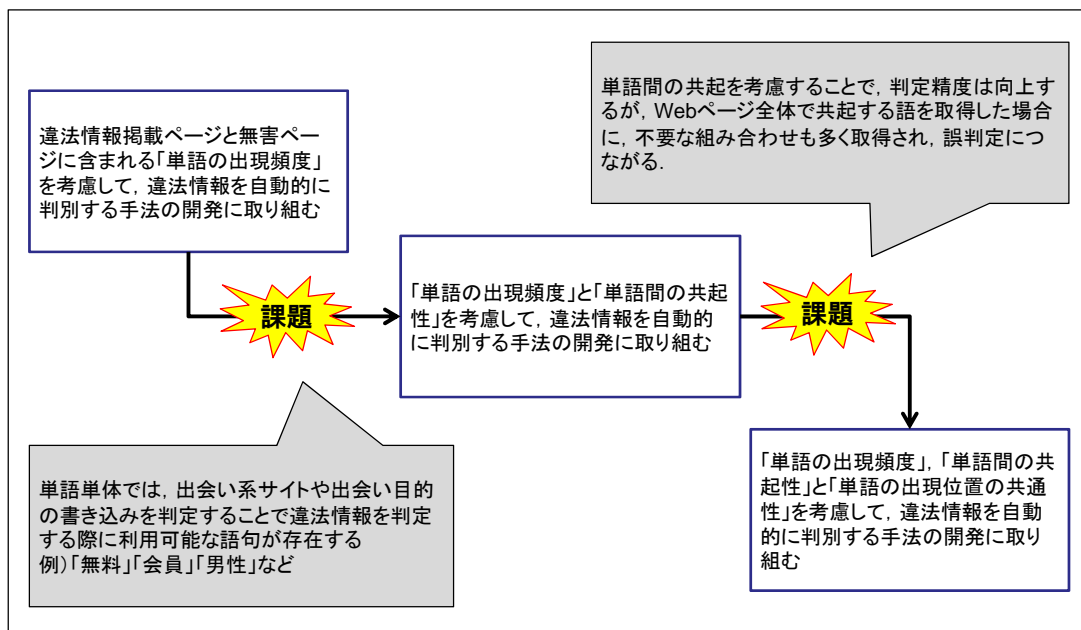 違法情報掲載ページと無害ペー
ジに含まれる「単語の出現頻度」
を考慮して，違法情報を自動的に
判別する手法の開発に取り組む
単語間の共起を考慮することで，判定精度は向上す
るが，Webページ全体で共起する語を取得した場合
に，不要な組み合わせも多く取得され，誤判定につ
ながる．
課題
「単語の出現頻度」と「単語間の共起
性」を考慮して，違法情報を自動的
に判別する手法の開発に取り組む
課題
単語単体では，出会い系サイトや出会い目的
の書き込みを判定することで違法情報を判定
する際に利用可能な語句が存在する
例）「無料」「会員」「男性」など
「単語の出現頻度」，「単語間の共
起性」と「単語の出現位置の共通
性」を考慮して，違法情報を自動
的に判別する手法の開発に取り
組む